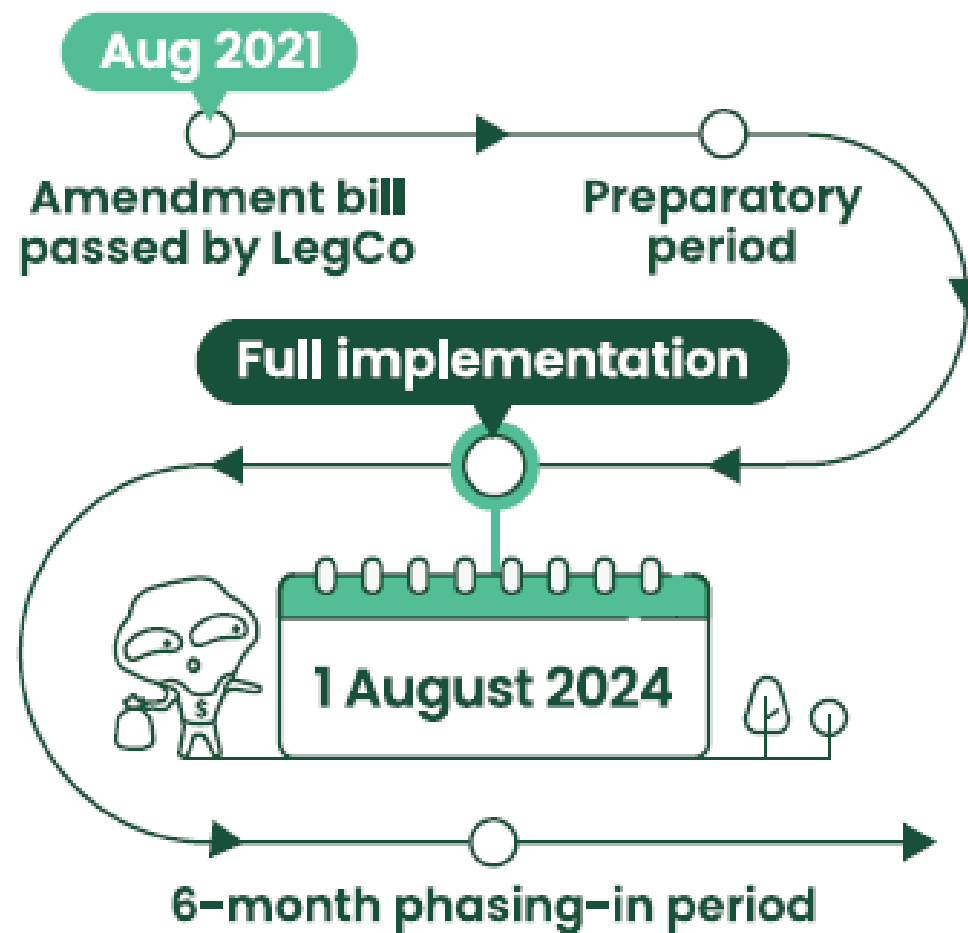 Aug 2021
Amendment bill
passed by LegCo
Preparatory
period
Full implementation
$
1 August 2024
6-month phasing-in period